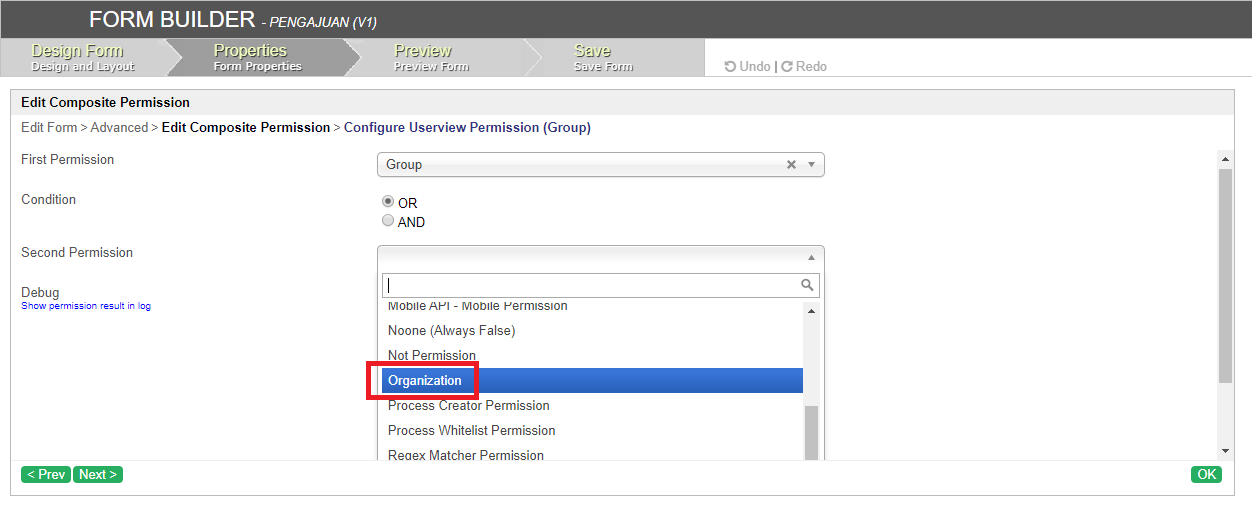 FORM BUILDER - PENGAJUAN (V1)
Design Form
Design and Layout
Properties
Form Properties
Preview
Preview Form
Save
Save Form
Undo | Redo
Edit Composite Permission
Edit Form > Advanced > Edit Composite Permission > Configure Userview Permission (Group)
First Permission
Group
Condition
OR
AND
Second Permission
Debug
Show permission result in log
Mobile API - Mobile Permission
Noone (Always False)
Not Permission
Organization
Process Creator Permission
Process Whitelist Permission
Regex Matcher Permission
< Prev Next > OK